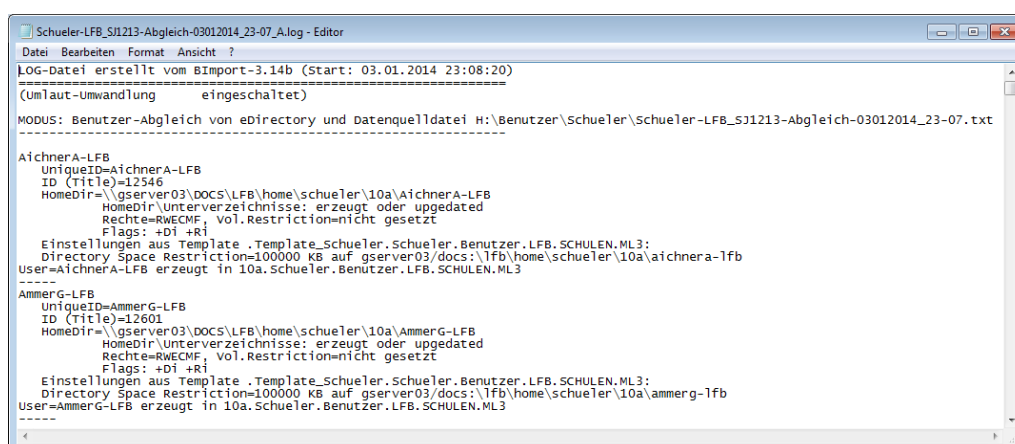 Schueler-LFB_SJ1213-Abgleich-03012014_23-07_A.log - Editor
Datei Bearbeiten Format Ansicht ?
LOG-Datei erstellt vom BImport-3.14b (Start: 03.01.2014 23:08:20)
==============================================================
(Umlaut-Umwandlung eingeschaltet)
MODUS: Benutzer-Abgleich von eDirectory und Datenquelldatei H:\Benutzer\Schueler\Schueler-LFB_SJ1213-Abgleich-03012014_23-07.txt
--------------------------------------------------------------
AichnerA-LFB
UniqueID=AichnerA-LFB
ID (Title)=12546
HomeDir=\\gserver03\DOCS\LFB\home\schueler\10a\AichnerA-LFB
HomeDir\Unterverzeichnisse: erzeugt oder upgedated
Rechte=RWECMF, Vol.Restriction=nicht gesetzt
Flags: +Di +Ri
Einstellungen aus Template .Template_Schueler.Schueler.Benutzer.LFB.SCHULEN.ML3:
Directory Space Restriction=100000 KB auf gserver03/docs:\lfb\home\schueler\10a\aichnera-lfb
User=AichnerA-LFB erzeugt in 10a.Schueler.Benutzer.LFB.SCHULEN.ML3
-----
AmmerG-LFB
UniqueID=AmmerG-LFB
ID (Title)=12601
HomeDir=\\gserver03\DOCS\LFB\home\schueler\10a\AmmerG-LFB
HomeDir\Unterverzeichnisse: erzeugt oder upgedated
Rechte=RWECMF, Vol.Restriction=nicht gesetzt
Flags: +Di +Ri
Einstellungen aus Template .Template_Schueler.Schueler.Benutzer.LFB.SCHULEN.ML3:
Directory Space Restriction=100000 KB auf gserver03/docs:\lfb\home\schueler\10a\ammerg-lfb
User=AmmerG-LFB erzeugt in 10a.Schueler.Benutzer.LFB.SCHULEN.ML3
-----